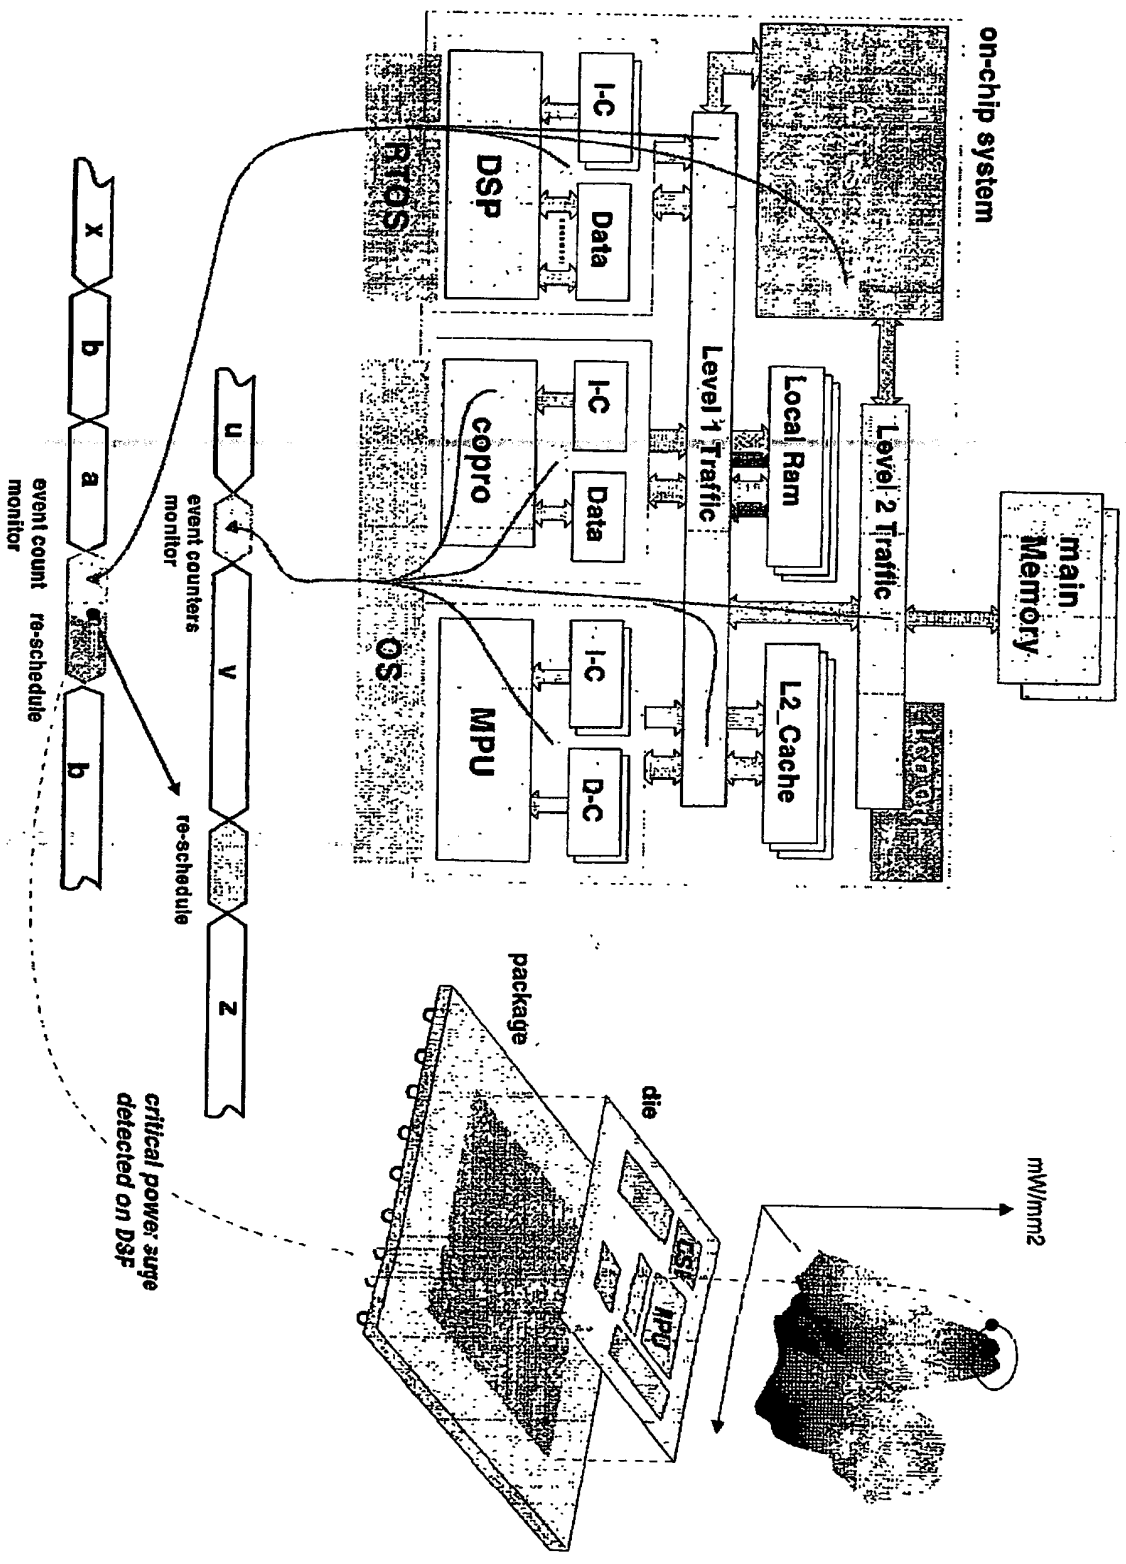 main
Memory
mW/mm2
on-chip system
Level 2 Traffic
Local Ram
L2_Cache
Level 1 Traffic
I-C
Data
I-C
Data
I-C
D-C
DSP
copro
MPU
RTOS
OS
die
MPU
package
u
v
z
event counters
monitor
re-schedule
critical power surge
detected on DSP
x
b
a
b
event count
monitor
re-schedule